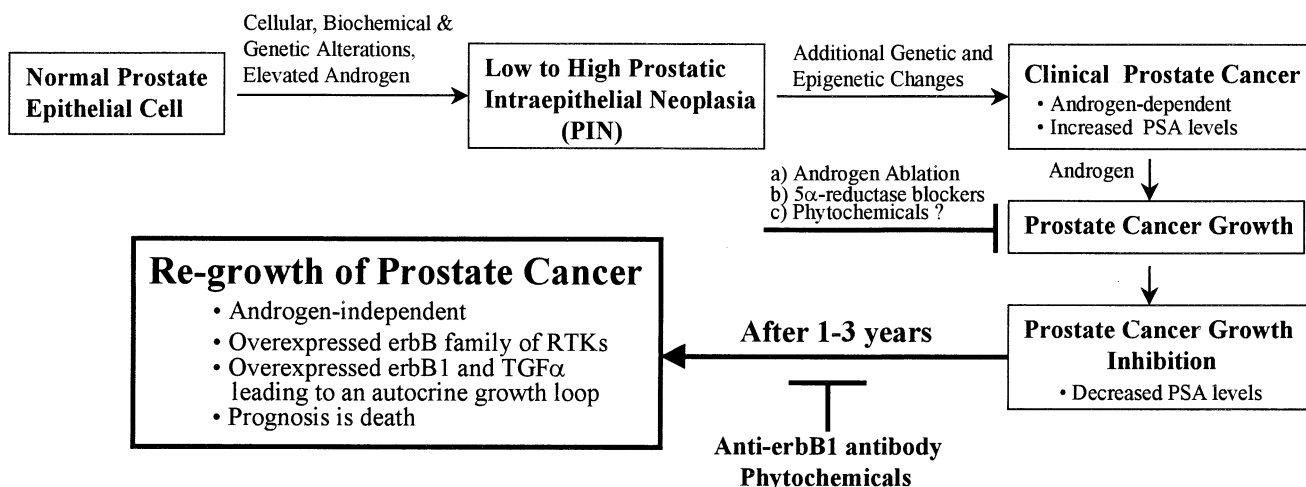 Normal Prostate
Epithelial Cell
Cellular, Biochemical &
Genetic Alterations,
Elevated Androgen
Low to High Prostatic
Intraepithelial Neoplasia
(PIN)
Additional Genetic and
Epigenetic Changes
Clinical Prostate Cancer
• Androgen-dependent
• Increased PSA levels
Androgen
a) Androgen Ablation
b) 5α-reductase blockers
c) Phytochemicals ?
Prostate Cancer Growth
Prostate Cancer Growth
Inhibition
• Decreased PSA levels
After 1-3 years
Anti-erbB1 antibody
Phytochemicals
Re-growth of Prostate Cancer
• Androgen-independent
• Overexpressed erbB family of RTKs
• Overexpressed erbB1 and TGFα
leading to an autocrine growth loop
• Prognosis is death